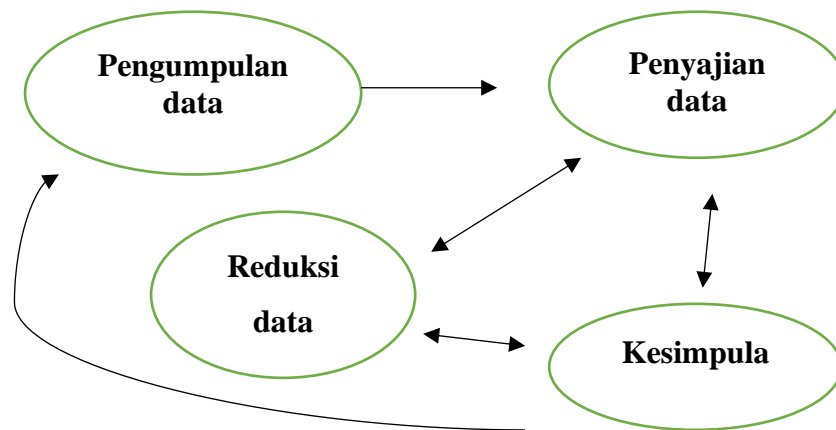 Pengumpulan
data
Penyajian
data
Reduksi
data
Kesimpula